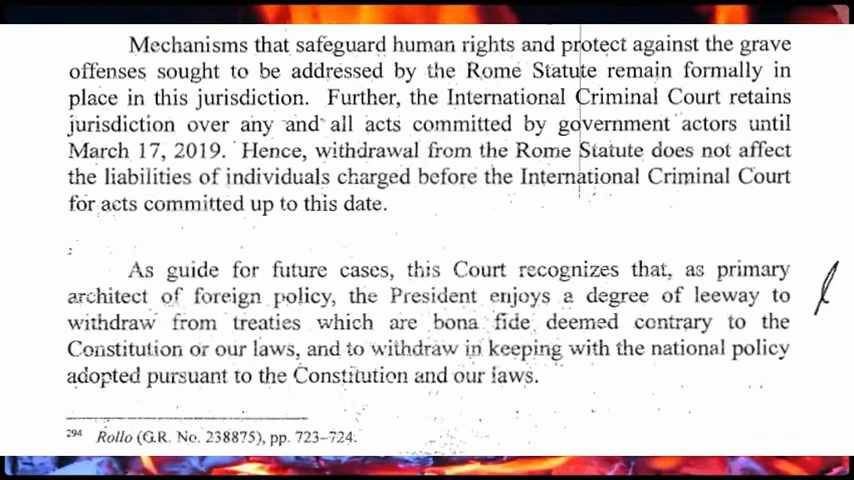 Mechanisms that safeguard human rights and protect against the grave
offenses sought to be addressed by the Rome Statute remain formally in
place in this jurisdiction. Further, the International Criminal Court retains
jurisdiction over any and all acts committed by government actors until
March 17, 2019. Hence, withdrawal from the Rome Statute does not affect
the liabilities of individuals charged before the International Criminal Court
for acts committed up to this date.
As guide for future cases, this Court recognizes that, as primary
architect of foreign policy, the President enjoys a degree of leeway to
withdraw from treaties which are bona fide deemed contrary to the
Constitution or our laws, and to withdraw in keeping with the national policy
adopted pursuant to the Constitution and our laws.
294 Rollo (G.R. No. 238875), pp. 723–724.